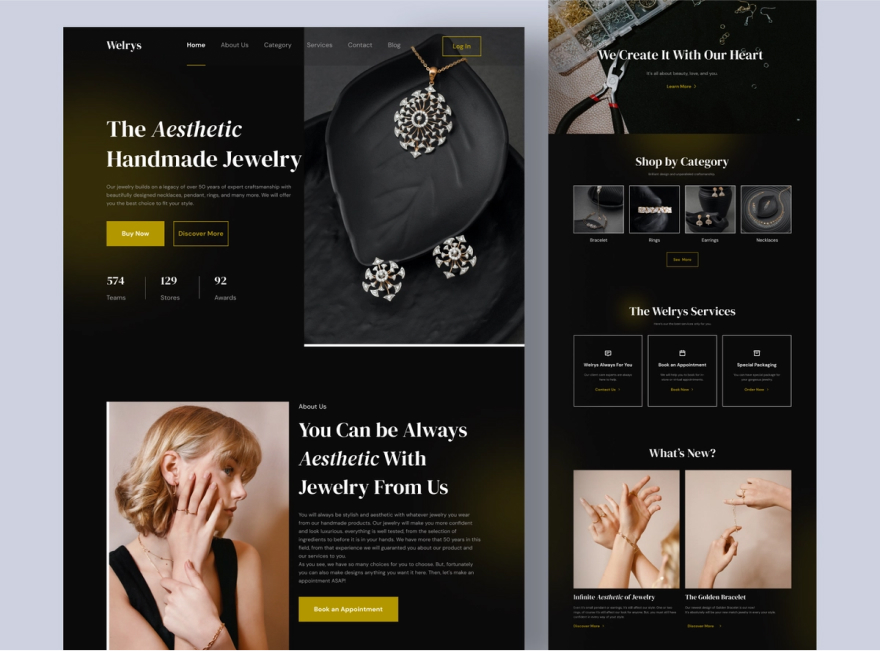 Welrys
Home About Us Category Services Contact Blog Log In
The Aesthetic
Handmade Jewelry
Our jewelry builds on a legacy of over 50 years of expert craftsmanship with
beautifully designed necklaces, pendant, rings, and many more. We will offer
you the best choice to fit your style.
Buy Now Discover More
574 129 92
Teams Stores Awards
About Us
You Can be Always
Aesthetic With
Jewelry From Us
You will always be stylish and aesthetic with whatever jewelry you wear
from our handmade products. Our jewelry will make you more confident
and look luxurious, everything is well tested, from the selection of
ingredients to before it is in your hands. We have more that 50 years in this
field, from that experience we will guaranted you about our product and
our services to you.
As you see, we have so many choices for you to choose. But, fortunately
you can also make designs anything you want it here. Then, let's make an
appointment ASAP!
Book an Appointment
We Create It With Our Heart
It's all about beauty, love, and you.
Learn More
Shop by Category
Bracelet Rings Earrings Necklaces
See More
The Welrys Services
Welrys Always For You
Contact Us
Book an Appointment
Book Now
Special Packaging
Order Now
What's New?
Infinite Aesthetic of Jewelry
Discover More
The Golden Bracelet
Discover More